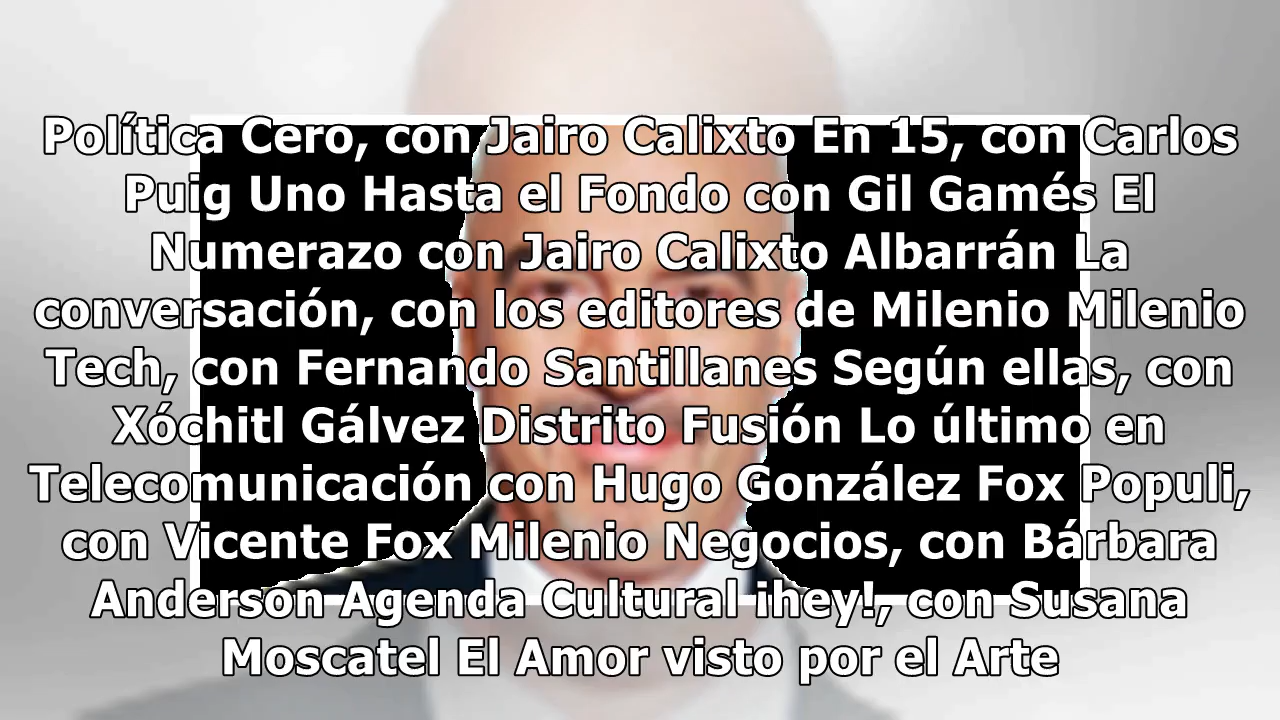 Política Cero, con Jairo Calixto En 15, con Carlos
Puig Uno Hasta el Fondo con Gil Gamés El
Numerazo con Jairo Calixto Albarrán La
conversación, con los editores de Milenio Milenio
Tech, con Fernando Santillanes Según ellas, con
Xóchitl Gálvez Distrito Fusión Lo último en
Telecomunicación con Hugo González Fox Populi,
con Vicente Fox Milenio Negocios, con Bárbara
Anderson Agenda Cultural ihey!, con Susana
Moscatel El Amor visto por el Arte